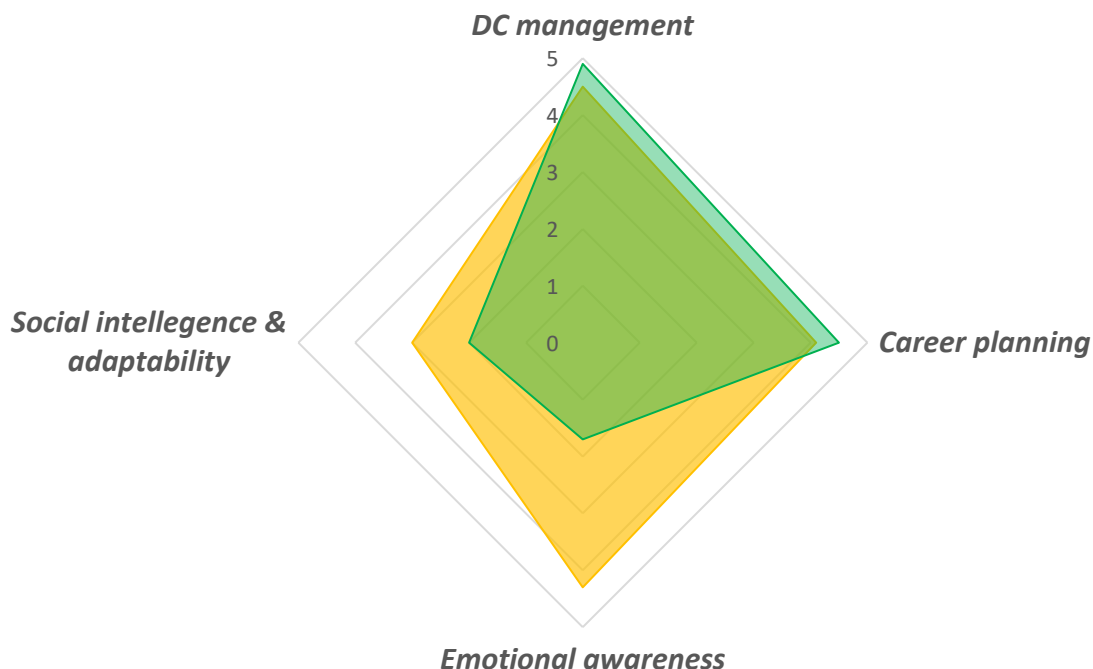 DC management
5
4
3
2
1
0
Social intellegence &
adaptability
Career planning
Emotional awareness